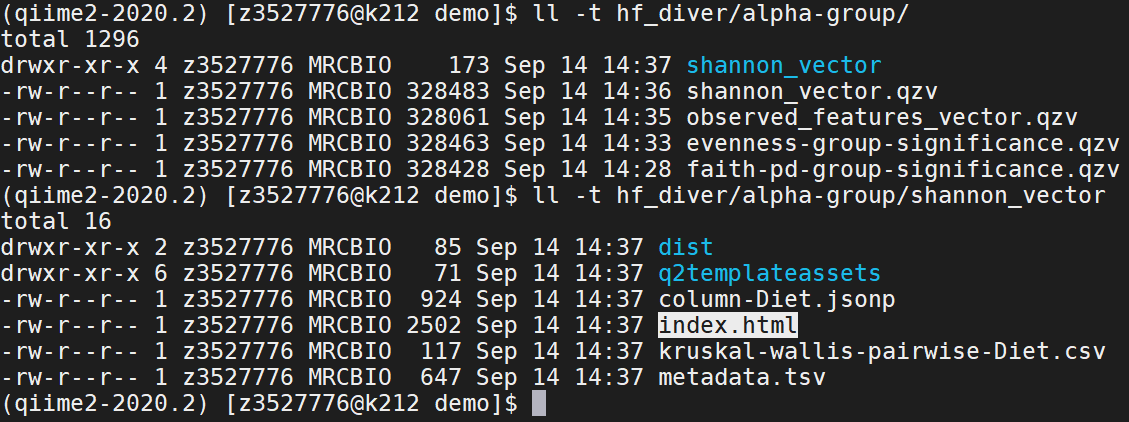 (qiime2-2020.2) [z3527776@k212 demo]$ ll -t hf_diver/alpha-group/
total 1296
drwxr-xr-x 4 z3527776 MRCBIO    173 Sep 14 14:37 shannon_vector
-rw-r--r-- 1 z3527776 MRCBIO 328483 Sep 14 14:36 shannon_vector.qzv
-rw-r--r-- 1 z3527776 MRCBIO 328061 Sep 14 14:35 observed_features_vector.qzv
-rw-r--r-- 1 z3527776 MRCBIO 328463 Sep 14 14:33 evenness-group-significance.qzv
-rw-r--r-- 1 z3527776 MRCBIO 328428 Sep 14 14:28 faith-pd-group-significance.qzv
(qiime2-2020.2) [z3527776@k212 demo]$ ll -t hf_diver/alpha-group/shannon_vector
total 16
drwxr-xr-x 2 z3527776 MRCBIO   85 Sep 14 14:37 dist
drwxr-xr-x 6 z3527776 MRCBIO   71 Sep 14 14:37 q2templateassets
-rw-r--r-- 1 z3527776 MRCBIO  924 Sep 14 14:37 column-Diet.jsonp
-rw-r--r-- 1 z3527776 MRCBIO 2502 Sep 14 14:37 index.html
-rw-r--r-- 1 z3527776 MRCBIO  117 Sep 14 14:37 kruskal-wallis-pairwise-Diet.csv
-rw-r--r-- 1 z3527776 MRCBIO  647 Sep 14 14:37 metadata.tsv
(qiime2-2020.2) [z3527776@k212 demo]$